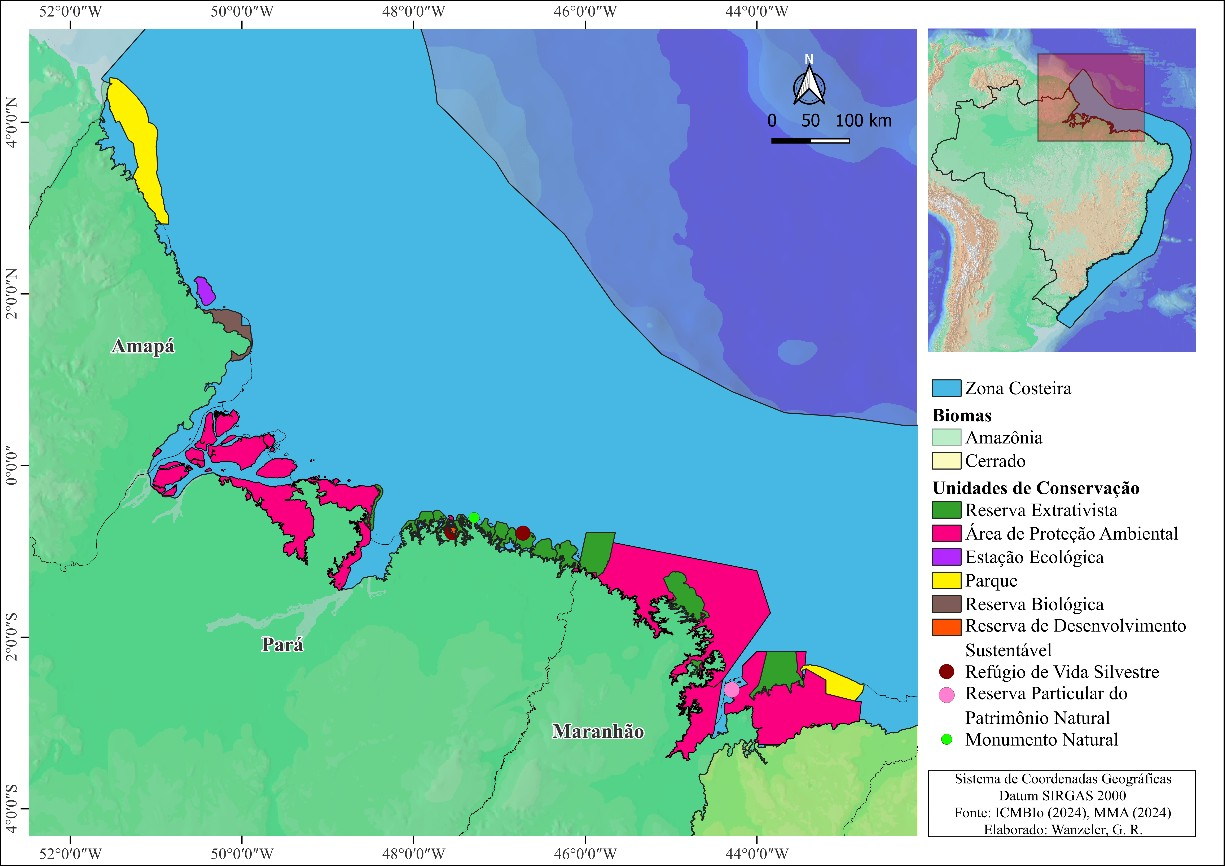 52°0'0"W 50°0'0"W 48°0'0"W 46°0'0"W 44°0'0"W
4°0'0"N
2°0'0"N
0°0'0"
2°0'0"S
4°0'0"S
N
0 50 100 km
Amapá
Pará
Maranhão
52°0'0"W 50°0'0"W 48°0'0"W 46°0'0"W 44°0'0"W
Zona Costeira
Biomas
Amazônia
Cerrado
Unidades de Conservação
Reserva Extrativista
Área de Proteção Ambiental
Estação Ecológica
Parque
Reserva Biológica
Reserva de Desenvolvimento
Sustentável
Refúgio de Vida Silvestre
Reserva Particular do
Patrimônio Natural
Monumento Natural
Sistema de Coordenadas Geográficas
Datum SIRGAS 2000
Fonte: ICMBIo (2024), MMA (2024)
Elaborado: Wanzeler, G. R.